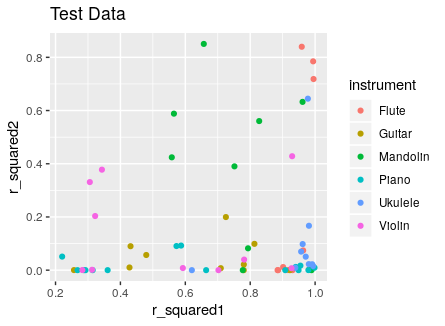 Test Data
r_squared2
0.8
0.6
0.4
0.2
0.0
0.2
0.4
0.6
0.8
1.0
r_squared1
instrument
Flute
Guitar
Mandolin
Piano
Ukulele
Violin